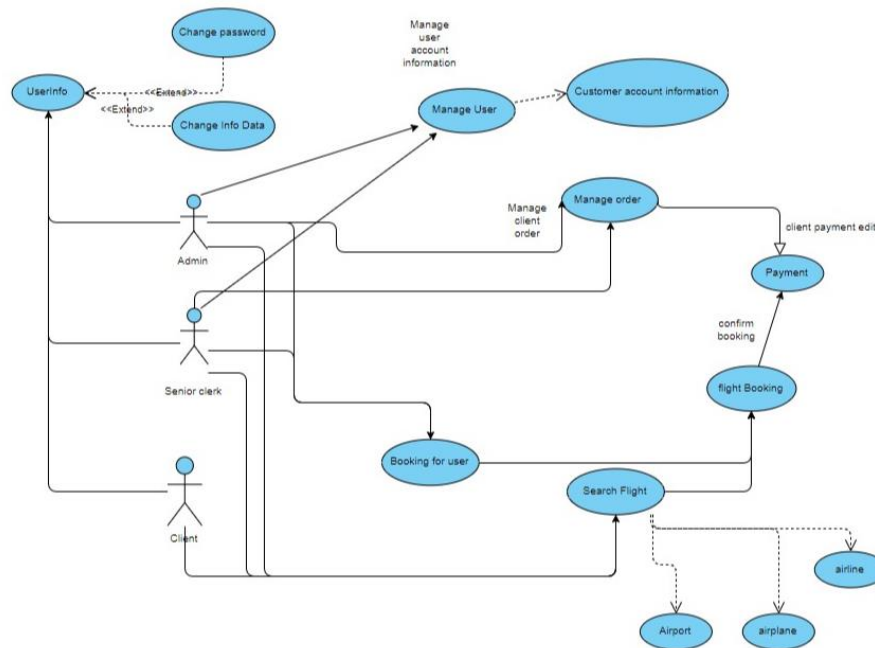 Change password
Manage
user
account
information
UserInfo
<<Extend>>
<<Extend>>
Customer account information
Manage User
Change Info Data
Manage order
Manage
client
order
client payment edit
Admin
Payment
confirm
booking
Senior clerk
flight Booking
Booking for user
Search Flight
Client
airline
Airport
airplane